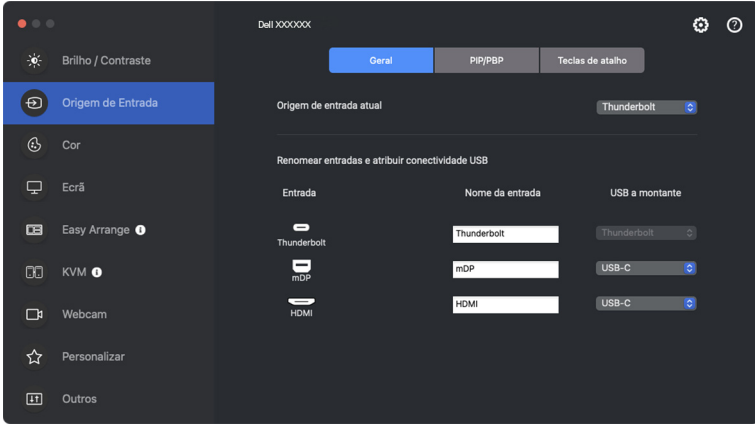 Dell XXXXXX
Brilho / Contraste
Origem de Entrada
Cor
Ecrã
Easy Arrange
KVM
Webcam
Personalizar
Outros
Geral
PIP/PBP
Teclas de atalho
Origem de entrada atual
Thunderbolt
Renomear entradas e atribuir conectividade USB
Entrada
Nome da entrada
USB a montante
Thunderbolt
Thunderbolt
Thunderbolt
mDP
mDP
USB-C
HDMI
HDMI
USB-C